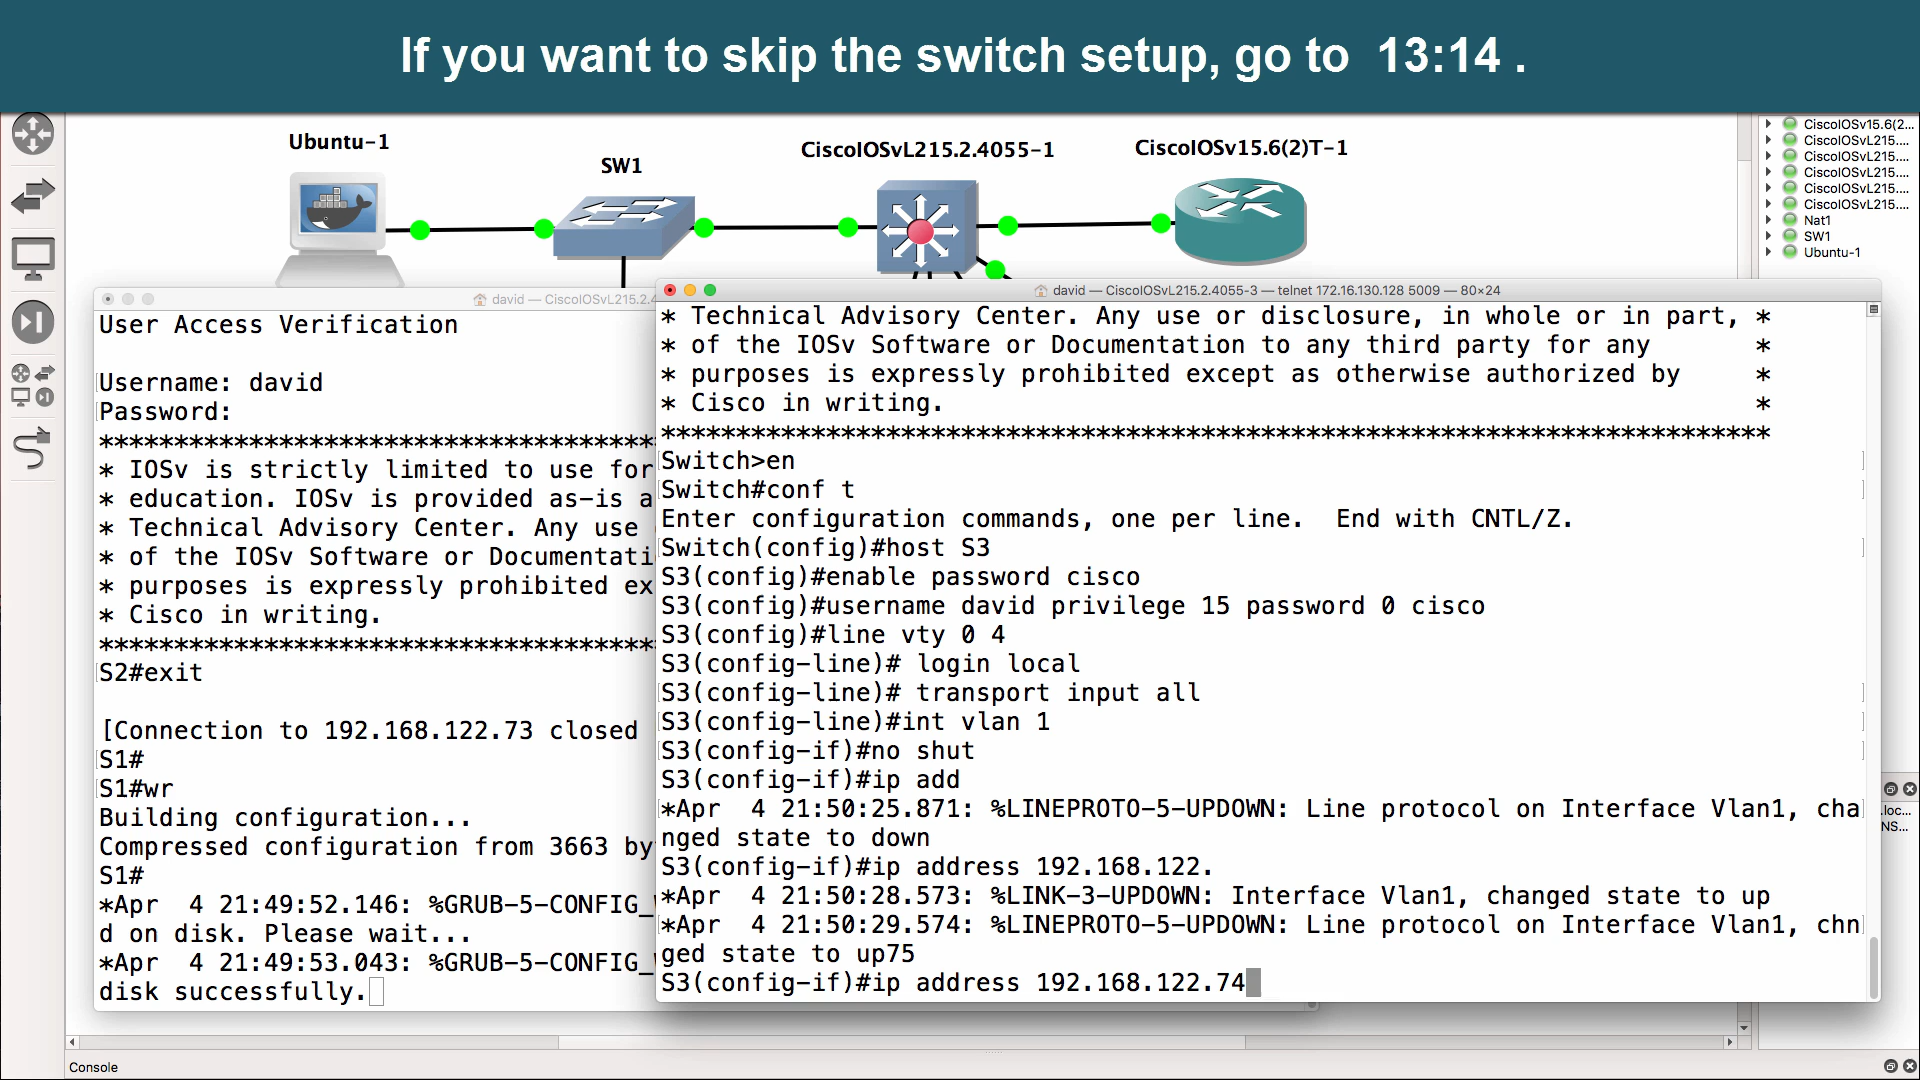 If you want to skip the switch setup, go to 13:14 .
Ubuntu-1
SW1
CiscoIOSvL215.2.4055-1
CiscoIOSv15.6(2)T-1
CiscoIOSv15.6(2...
CiscoIOSvL215....
CiscoIOSvL215....
CiscoIOSvL215....
CiscoIOSvL215....
CiscoIOSvL215....
Nat1
SW1
Ubuntu-1
david — CiscoIOSvL215.2.4
User Access Verification
Username: david
Password:
*************************************
* IOSv is strictly limited to use for
* education. IOSv is provided as-is a
* Technical Advisory Center. Any use
* of the IOSv Software or Documentati
* purposes is expressly prohibited ex
* Cisco in writing.
*************************************
S2#exit
[Connection to 192.168.122.73 closed
S1#
S1#wr
Building configuration...
Compressed configuration from 3663 by
S1#
*Apr  4 21:49:52.146: %GRUB-5-CONFIG_
d on disk. Please wait...
*Apr  4 21:49:53.043: %GRUB-5-CONFIG_
disk successfully.
david — CiscoIOSvL215.2.4055-3 — telnet 172.16.130.128 5009 — 80×24
* Technical Advisory Center. Any use or disclosure, in whole or in part, *
* of the IOSv Software or Documentation to any third party for any       *
* purposes is expressly prohibited except as otherwise authorized by     *
* Cisco in writing.                                                      *
**************************************************************************
Switch>en
Switch#conf t
Enter configuration commands, one per line.  End with CNTL/Z.
Switch(config)#host S3
S3(config)#enable password cisco
S3(config)#username david privilege 15 password 0 cisco
S3(config)#line vty 0 4
S3(config-line)# login local
S3(config-line)# transport input all
S3(config-line)#int vlan 1
S3(config-if)#no shut
S3(config-if)#ip add
*Apr  4 21:50:25.871: %LINEPROTO-5-UPDOWN: Line protocol on Interface Vlan1, cha
nged state to down
S3(config-if)#ip address 192.168.122.
*Apr  4 21:50:28.573: %LINK-3-UPDOWN: Interface Vlan1, changed state to up
*Apr  4 21:50:29.574: %LINEPROTO-5-UPDOWN: Line protocol on Interface Vlan1, chn
ged state to up75
S3(config-if)#ip address 192.168.122.74
.loc...
NS...
Console